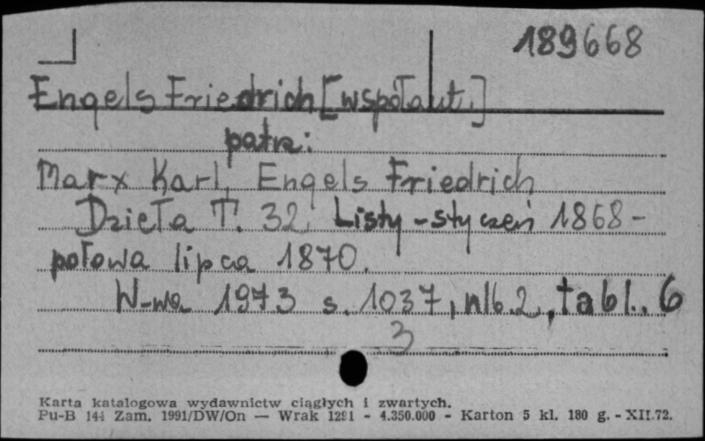 189668
Engels Friedrich [współaut.]
patrz:
Marx Karl, Engels Friedrich
Dzieła T. 32, Listy - styczeń 1868 -
połowa lipca 1870.
W-wa 1973 s. 1037, nlb. 2, tabl. 6
3
Karta katalogowa wydawnictw ciągłych i zwartych.
Pu-B 144 Zam. 1991/DW/On — Wrak 1291 - 4.350.000 - Karton 5 kl. 180 g. - XII.72.